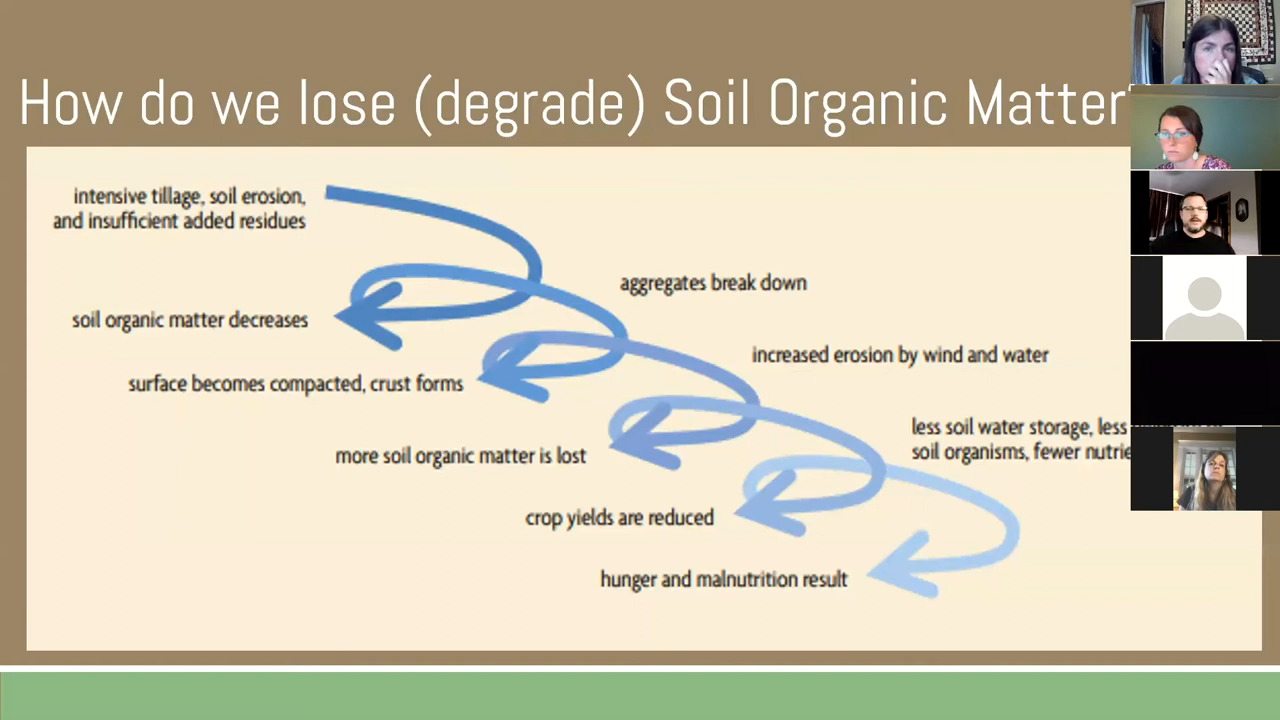 How do we lose (degrade) Soil Organic Matter
intensive tillage, soil erosion,
and insufficient added residues
aggregates break down
soil organic matter decreases
increased erosion by wind and water
surface becomes compacted, crust forms
less soil water storage, less
soil organisms, fewer
more soil organic matter is lost
crop yields are reduced
hunger and malnutrition result